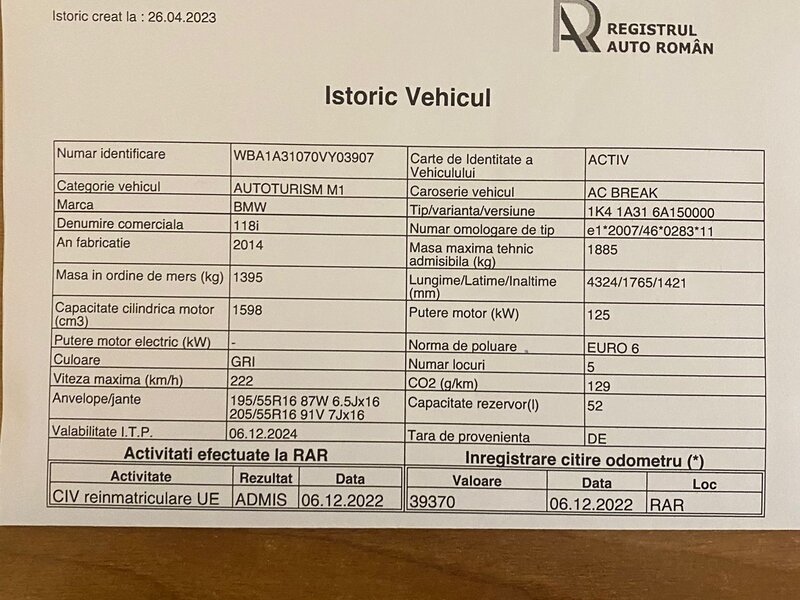 Istoric creat la : 26.04.2023
REGISTRUL
AUTO ROMÂN
Istoric Vehicul
Numar identificare WBA1A31070VY03907 Carte de Identitate a
Vehiculului ACTIV
Categorie vehicul AUTOTURISM M1 Caroserie vehicul AC BREAK
Marca BMW Tip/varianta/versiune 1K4 1A31 6A150000
Denumire comerciala 118i Numar omologare de tip e1*2007/46*0283*11
An fabricatie 2014 Masa maxima tehnic
admisibila (kg) 1885
Masa in ordine de mers (kg) 1395 Lungime/Latime/Inaltime
(mm) 4324/1765/1421
Capacitate cilindrica motor
(cm3) 1598 Putere motor (kW) 125
Putere motor electric (kW) - Norma de poluare EURO 6
Culoare GRI Numar locuri 5
Viteza maxima (km/h) 222 CO2 (g/km) 129
Anvelope/jante 195/55R16 87W 6.5Jx16
205/55R16 91V 7Jx16 Capacitate rezervor(l) 52
Valabilitate I.T.P. 06.12.2024 Tara de provenienta DE
Activitati efectuate la RAR Inregistrare citire odometru (*)
Activitate Rezultat Data Valoare Data Loc
CIV reinmatriculare UE ADMIS 06.12.2022 39370 06.12.2022 RAR